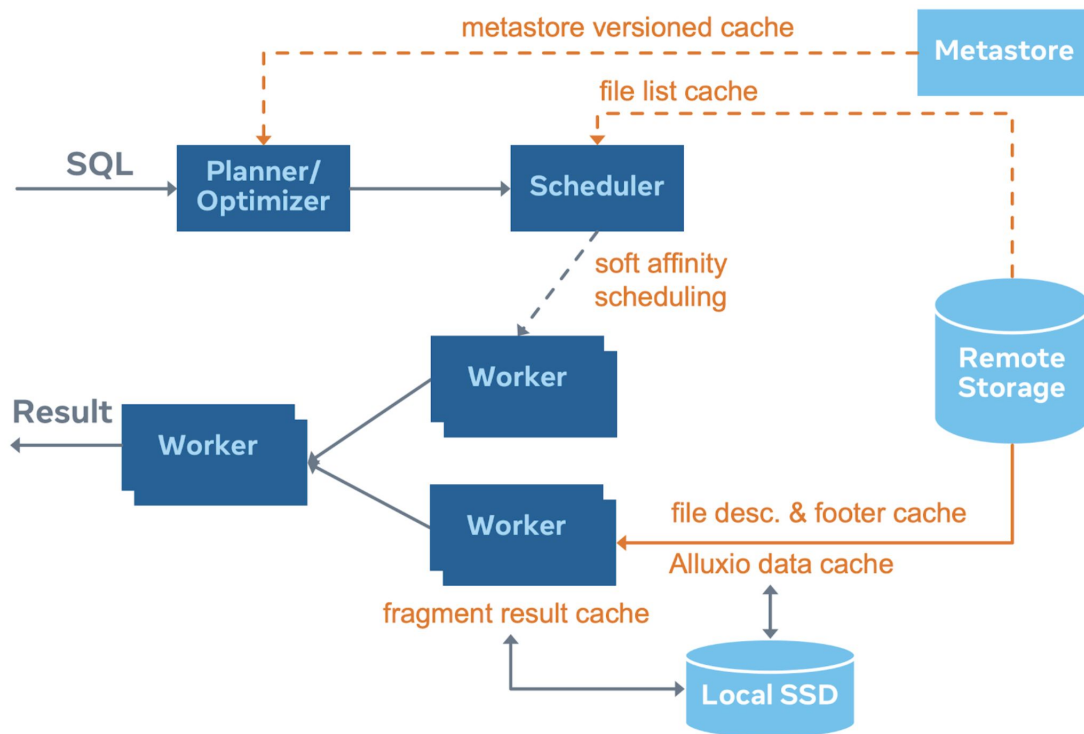 metastore versioned cache
Metastore
file list cache
SQL
Planner/
Optimizer
Scheduler
soft affinity
scheduling
Remote
Storage
Worker
Result
Worker
Worker
file desc. & footer cache
Alluxio data cache
fragment result cache
Local SSD